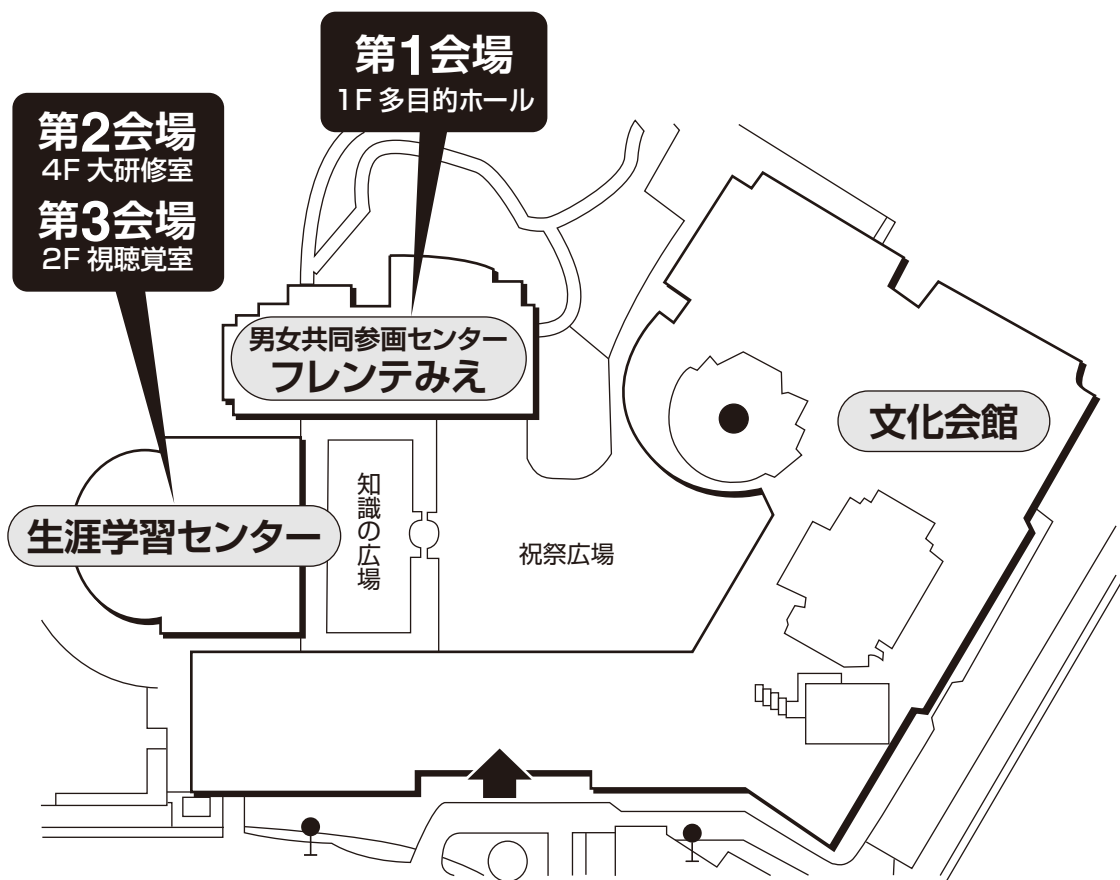 第1会場
1F 多目的ホール
第2会場
4F 大研修室
第3会場
2F 視聴覚室
男女共同参画センター
フレンテみえ
文化会館
生涯学習センター
知識の広場
祝祭広場